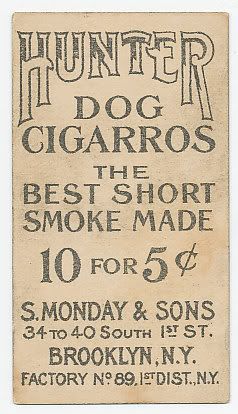 HUNTER
DOG
CIGARROS
THE
BEST SHORT
SMOKE MADE
10 FOR 5¢
S. MONDAY & SONS
34 TO 40 SOUTH 1ST ST.
BROOKLYN, N.Y.
FACTORY No 89, 1ST DIST., N.Y.